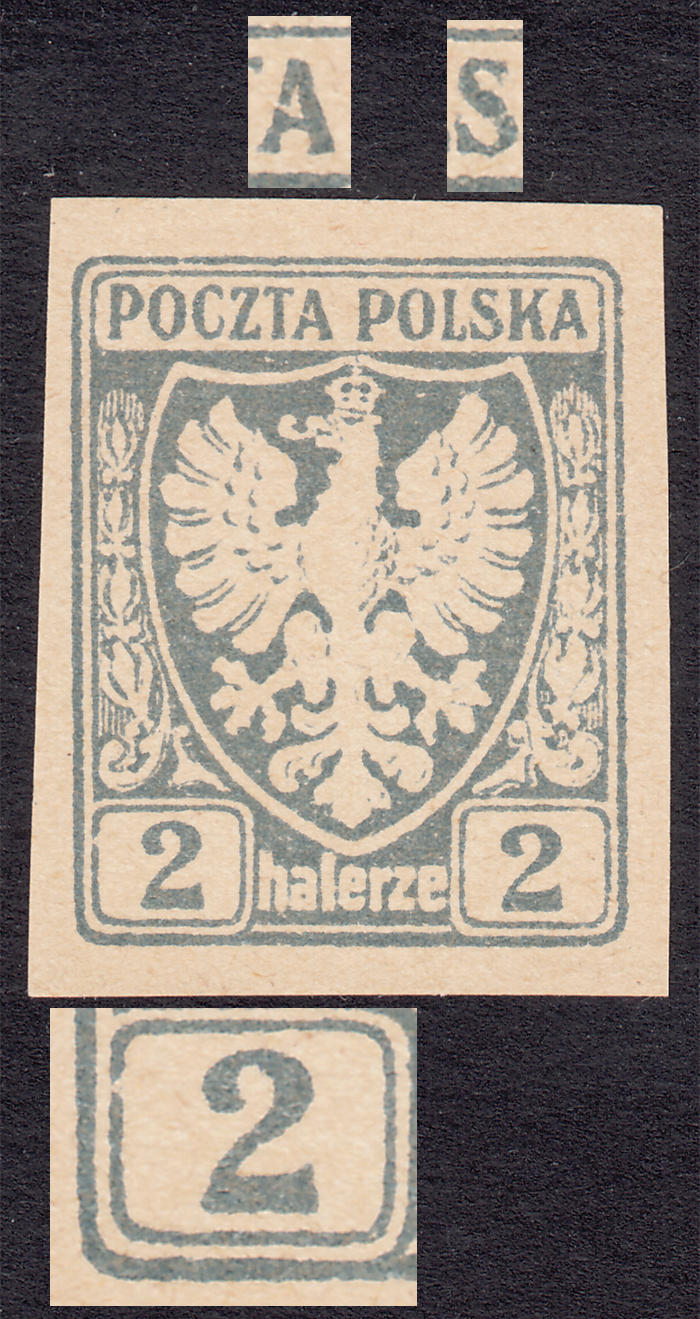 A S
POCZTA POLSKA
2 halerze 2
2